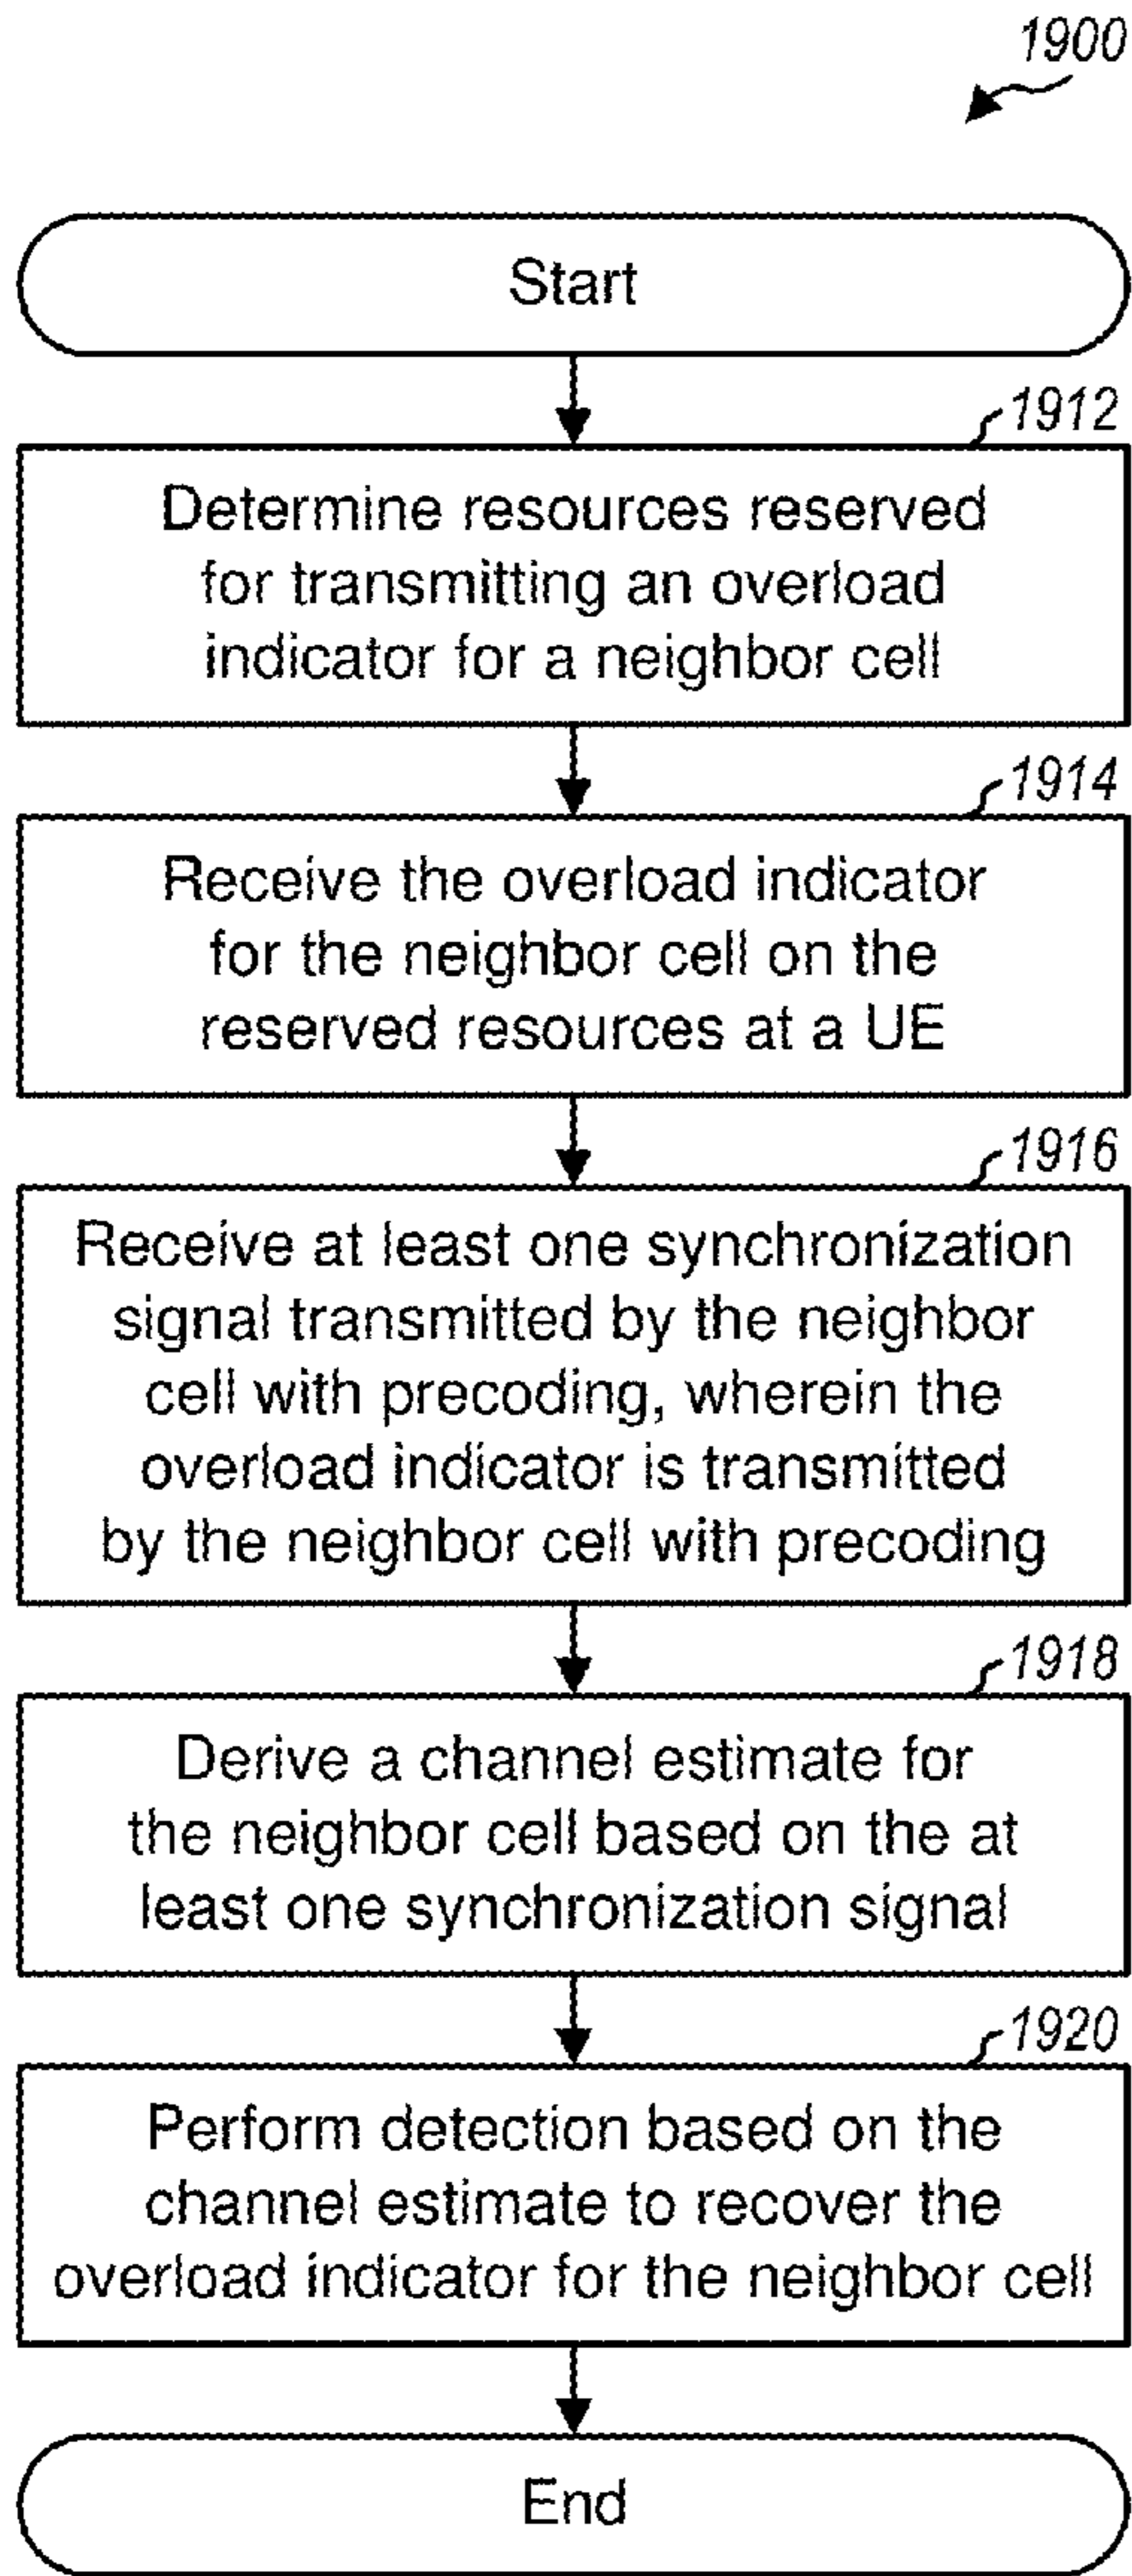 1900
Start
1912
Determine resources reserved
for transmitting an overload
indicator for a neighbor cell
1914
Receive the overload indicator
for the neighbor cell on the
reserved resources at a UE
1916
Receive at least one synchronization
signal transmitted by the neighbor
cell with precoding, wherein the
overload indicator is transmitted
by the neighbor cell with precoding
1918
Derive a channel estimate for
the neighbor cell based on the at
least one synchronization signal
1920
Perform detection based on the
channel estimate to recover the
overload indicator for the neighbor cell
End